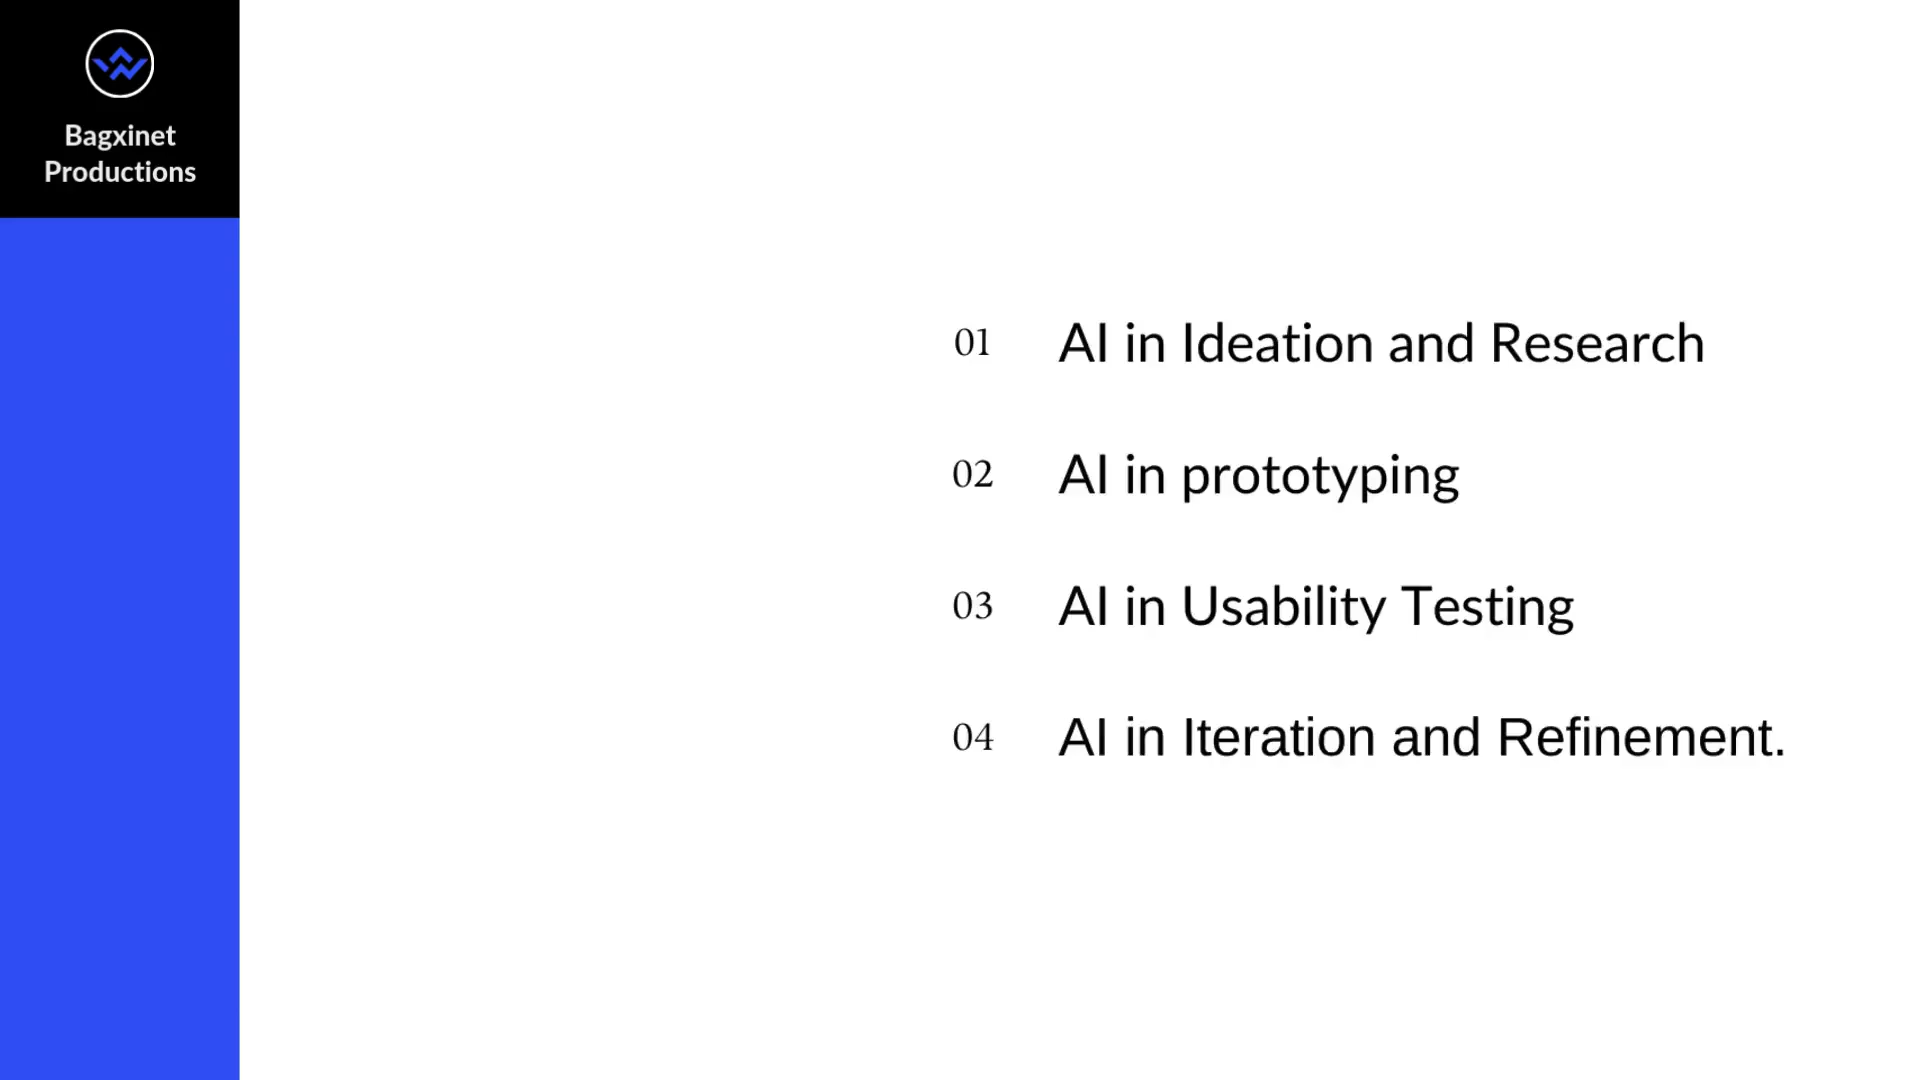 Bagxinet
Productions
01 AI in Ideation and Research
02 AI in prototyping
03 AI in Usability Testing
04 AI in Iteration and Refinement.